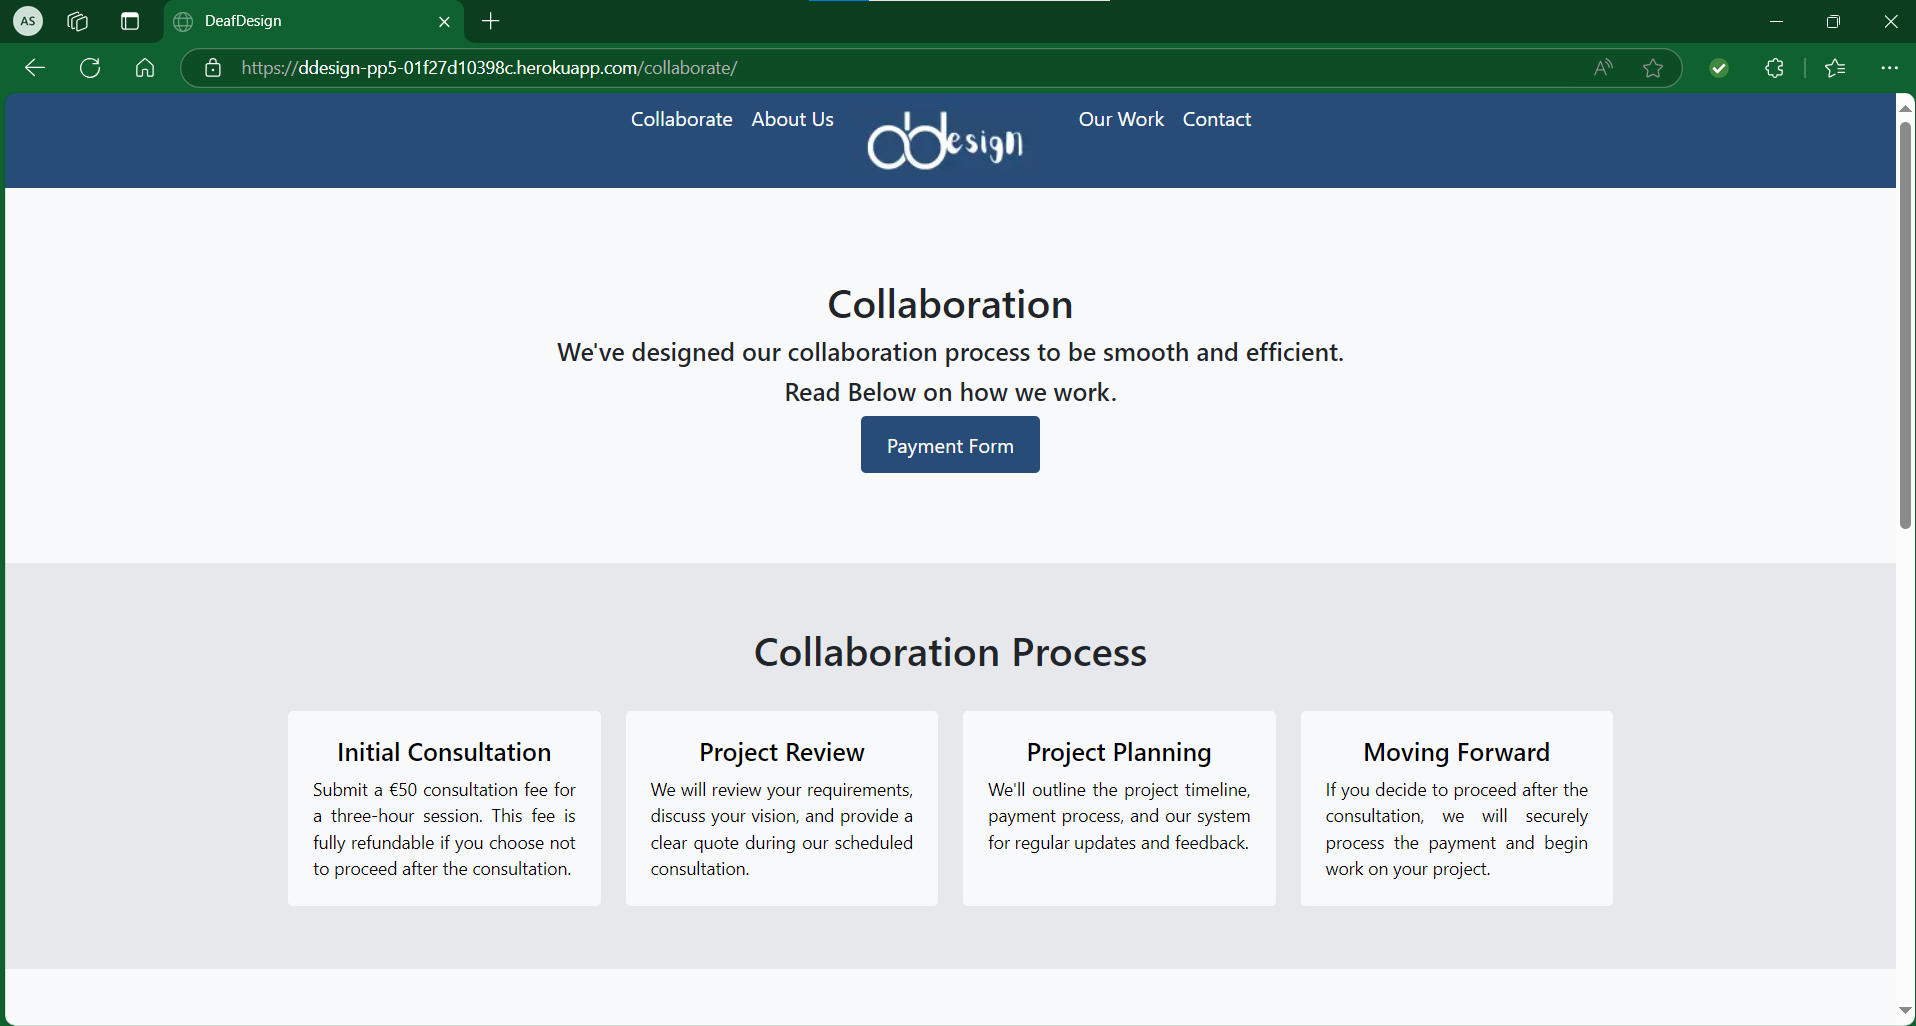 AS
DeafDesign
https://ddesign-pp5-01f27d10398c.herokuapp.com/collaborate/
Collaborate About Us
dDesign
Our Work Contact
Collaboration
We've designed our collaboration process to be smooth and efficient.
Read Below on how we work.
Payment Form
Collaboration Process
Initial Consultation
Submit a €50 consultation fee for
a three-hour session. This fee is
fully refundable if you choose not
to proceed after the consultation.
Project Review
We will review your requirements,
discuss your vision, and provide a
clear quote during our scheduled
consultation.
Project Planning
We'll outline the project timeline,
payment process, and our system
for regular updates and feedback.
Moving Forward
If you decide to proceed after the
consultation, we will securely
process the payment and begin
work on your project.